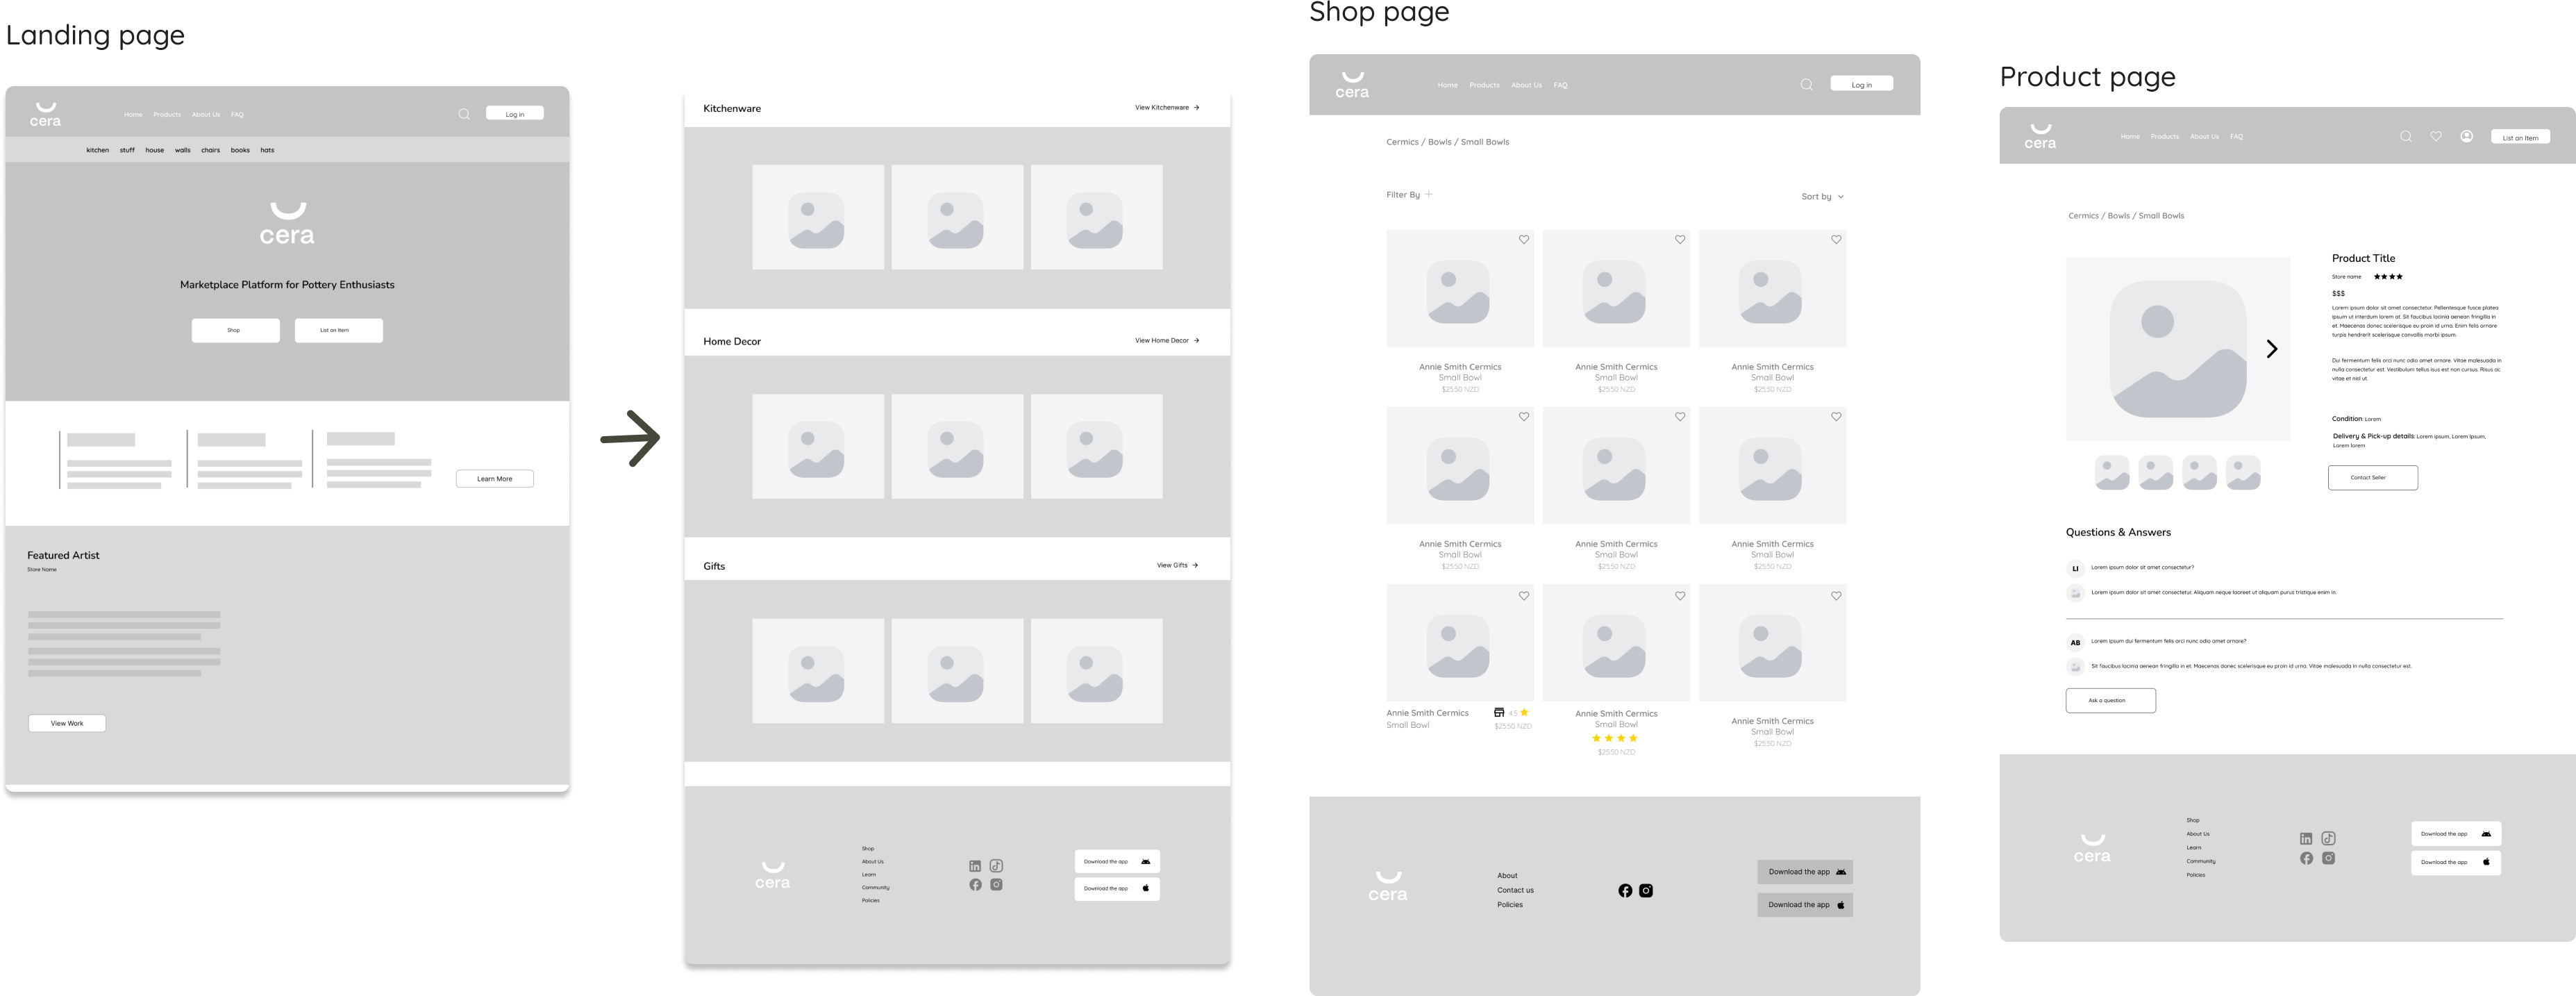 Landing page
cera
Home Products About Us FAQ
Log in
kitchen stuff house walls chairs books hats
cera
Marketplace Platform for Pottery Enthusiasts
Shop
List an Item
Learn More
Featured Artist
Store Name
View Work
Kitchenware
View Kitchenware
Home Decor
View Home Decor
Gifts
View Gifts
cera
Shop
About Us
Learn
Community
Policies
Download the app
Download the app
Shop page
cera
Home Products About Us FAQ
Log in
Cermics / Bowls / Small Bowls
Filter By
Sort by
Annie Smith Cermics
Small Bowl
$25.50 NZD
Annie Smith Cermics
Small Bowl
$25.50 NZD
Annie Smith Cermics
Small Bowl
$25.50 NZD
Annie Smith Cermics
Small Bowl
$25.50 NZD
Annie Smith Cermics
Small Bowl
$25.50 NZD
Annie Smith Cermics
Small Bowl
$25.50 NZD
Annie Smith Cermics
4.5
Small Bowl
$25.50 NZD
Annie Smith Cermics
Small Bowl
$25.50 NZD
Annie Smith Cermics
Small Bowl
$25.50 NZD
cera
About
Contact us
Policies
Download the app
Download the app
Product page
cera
Home Products About Us FAQ
List an Item
Cermics / Bowls / Small Bowls
Product Title
Store name
$$$
Lorem ipsum dolor sit amet consectetur. Pellentesque fusce platea
ipsum ut interdum lorem at. Sit faucibus lacinia aenean fringilla in
et. Maecenas donec scelerisque eu proin id urna. Enim felis ornare
turpis hendrerit scelerisque convallis morbi ipsum.
Dui fermentum felis orci nunc odio amet ornare. Vitae malesuada in
nulla consectetur est. Vestibulum tellus isus est non cursus. Risus ac
vitae et nisl ut.
Condition: Lorem
Delivery & Pick-up details: Lorem ipsum, Lorem Ipsum,
Lorem lorem
Contact Seller
Questions & Answers
LI
Lorem ipsum dolor sit amet consectetur?
Lorem ipsum dolor sit amet consectetur. Aliquam neque laoreet ut aliquam purus tristique enim in.
AB
Lorem ipsum dui fermentum felis orci nunc odio amet ornare?
Sit faucibus lacinia aenean fringilla in et. Maecenas donec scelerisque eu proin id urna. Vitae malesuada in nulla consectetur est.
Ask a question
cera
Shop
About Us
Learn
Community
Policies
Download the app
Download the app